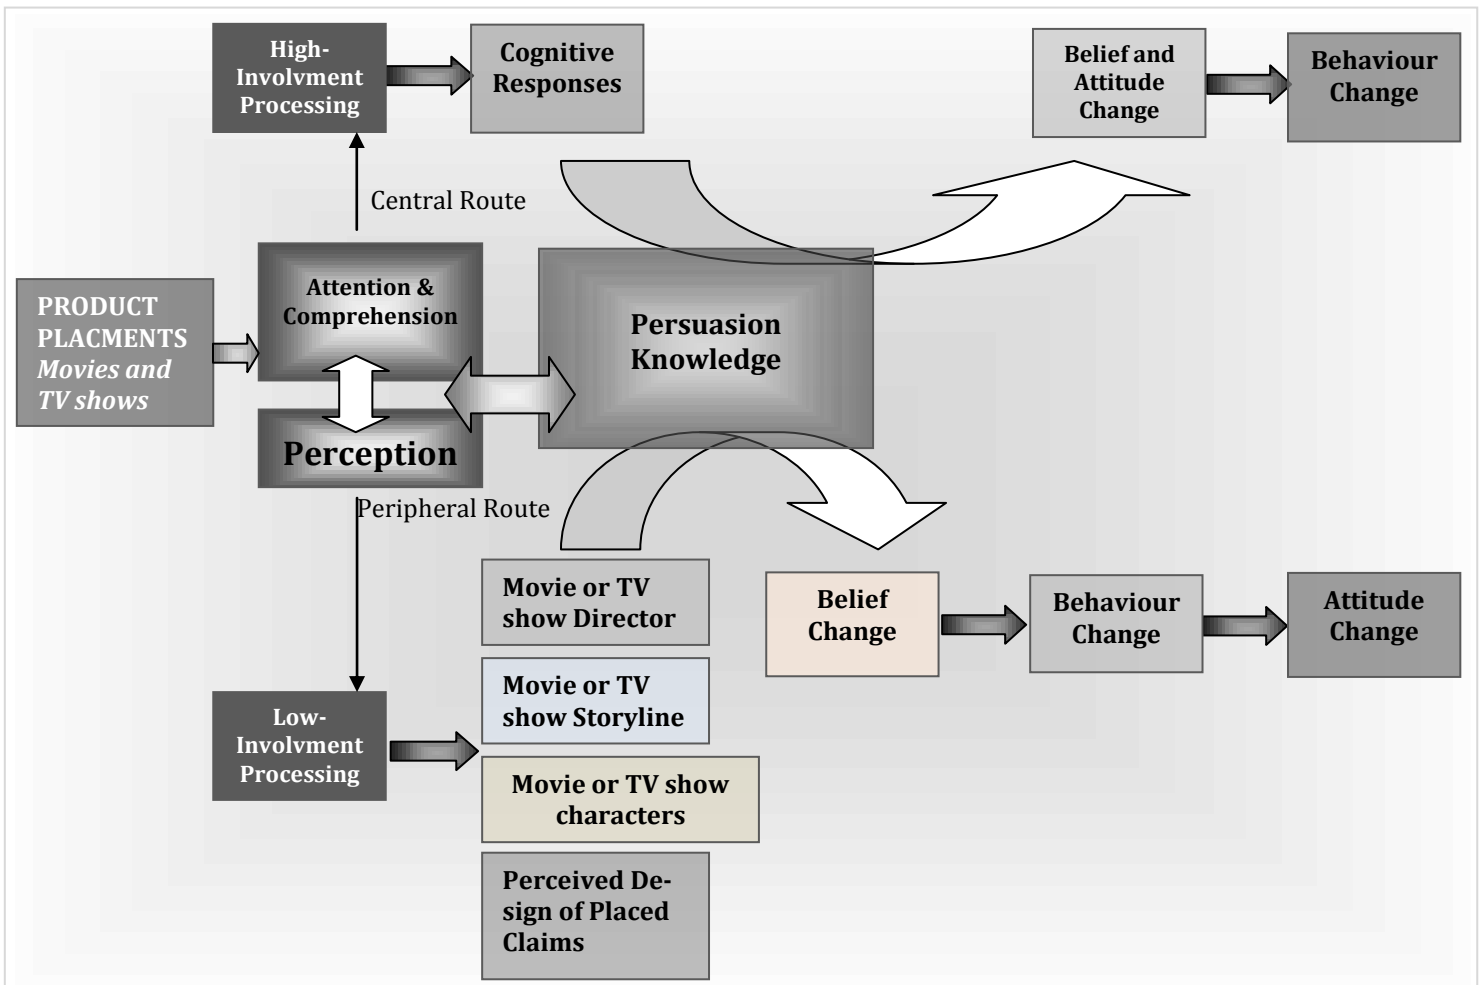 High-
Involvment
Processing
Cognitive
Responses
Belief and
Attitude
Change
Behaviour
Change
Central Route
PRODUCT
PLACMENTS
Movies and
TV shows
Attention &
Comprehension
Persuasion
Knowledge
Perception
Peripheral Route
Low-
Involvment
Processing
Movie or TV
show Director
Movie or TV
show Storyline
Movie or TV show
characters
Perceived De-
sign of Placed
Claims
Belief
Change
Behaviour
Change
Attitude
Change